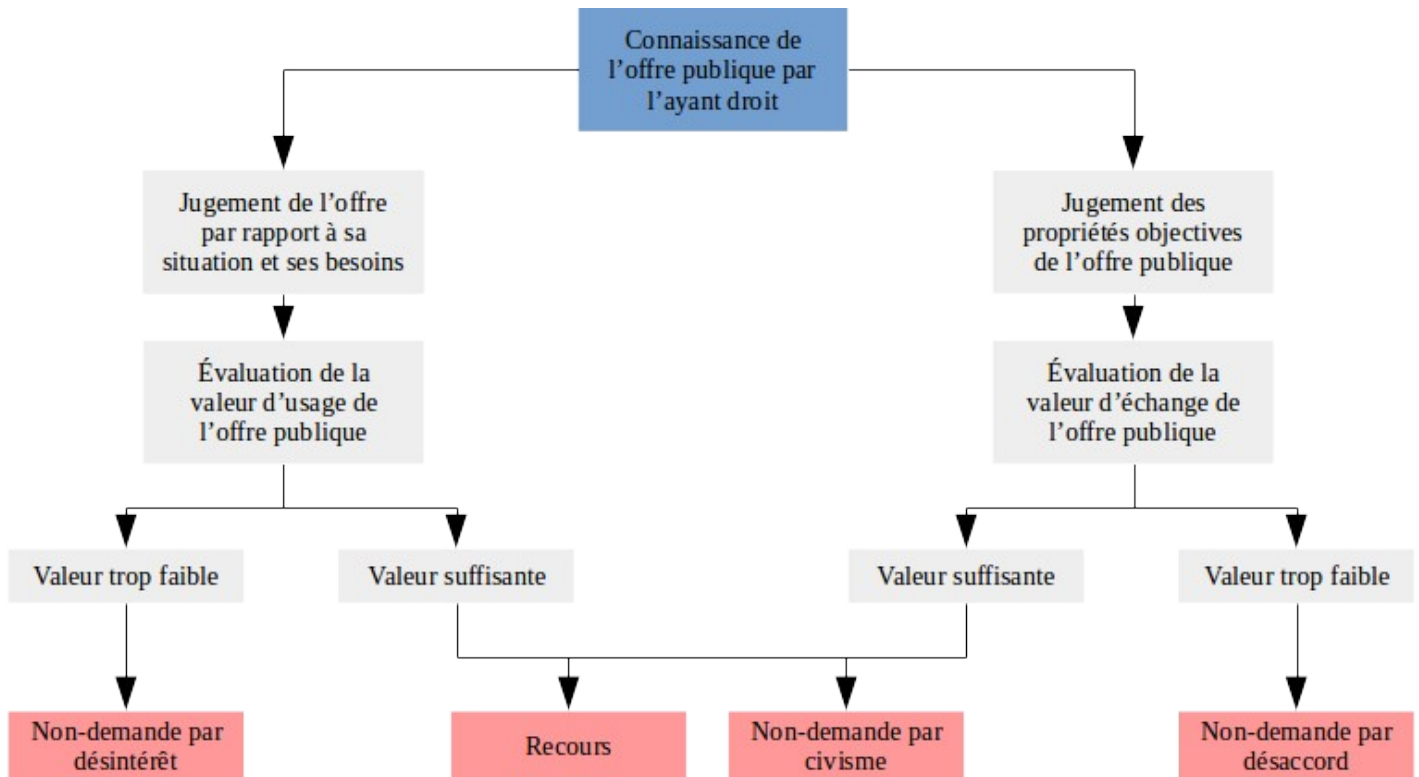 Connaissance de
l’offre publique par
l’ayant droit
Jugement de l’offre
par rapport à sa
situation et ses besoins
Jugement des
propriétés objectives
de l’offre publique
Évaluation de la
valeur d’usage de
l’offre publique
Évaluation de la
valeur d’échange de
l’offre publique
Valeur trop faible
Valeur suffisante
Valeur suffisante
Valeur trop faible
Non-demande par
désintérêt
Recours
Non-demande par
civisme
Non-demande par
désaccord